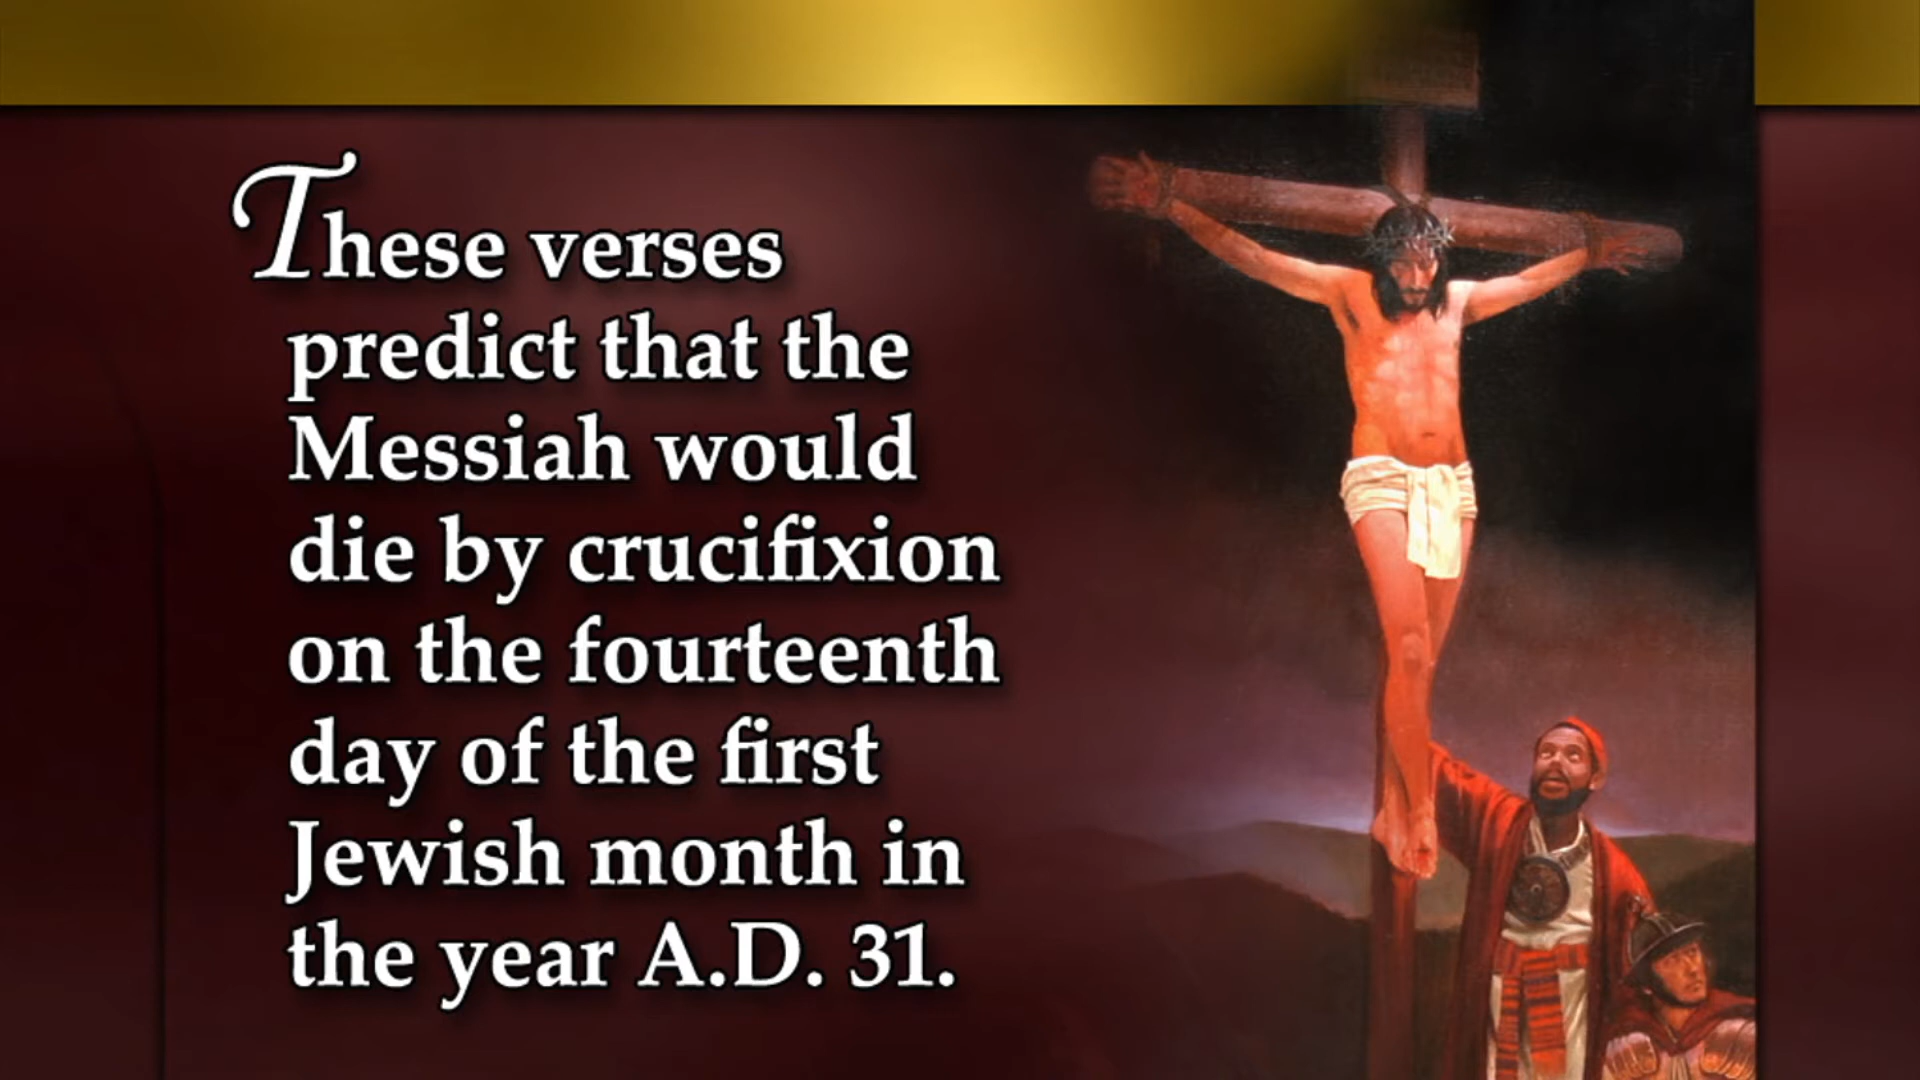 These verses
predict that the
Messiah would
die by crucifixion
on the fourteenth
day of the first
Jewish month in
the year A.D. 31.